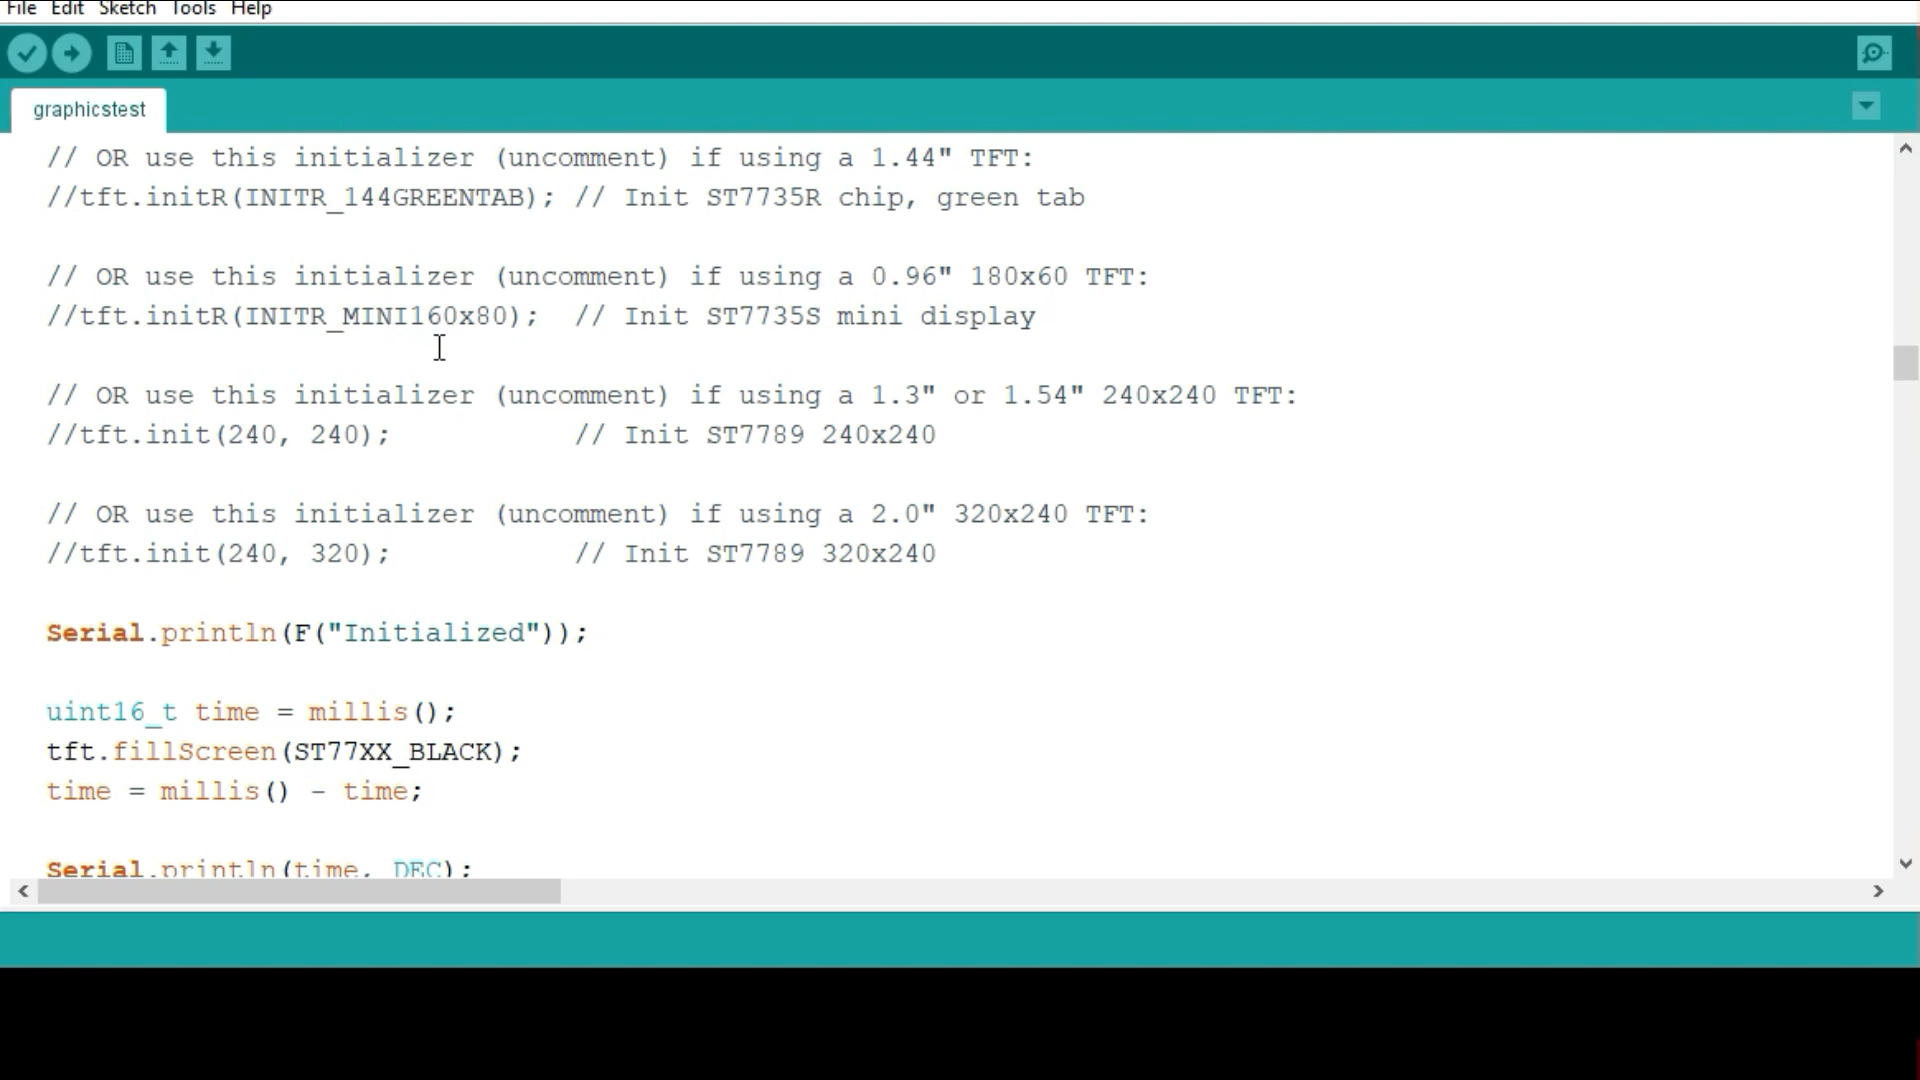 File Edit Sketch Tools Help
graphicstest
// OR use this initializer (uncomment) if using a 1.44" TFT:
//tft.initR(INITR_144GREENTAB); // Init ST7735R chip, green tab
// OR use this initializer (uncomment) if using a 0.96" 180x60 TFT:
//tft.initR(INITR_MINI160x80);  // Init ST7735S mini display
// OR use this initializer (uncomment) if using a 1.3" or 1.54" 240x240 TFT:
//tft.init(240, 240);           // Init ST7789 240x240
// OR use this initializer (uncomment) if using a 2.0" 320x240 TFT:
//tft.init(240, 320);           // Init ST7789 320x240
Serial.println(F("Initialized"));
uint16_t time = millis();
tft.fillScreen(ST77XX_BLACK);
time = millis() - time;
Serial.println(time, DEC);